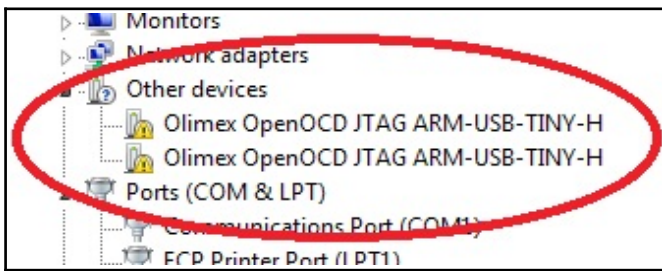 Monitors
Network adapters
Other devices
Olimex OpenOCD JTAG ARM-USB-TINY-H
Olimex OpenOCD JTAG ARM-USB-TINY-H
Ports (COM & LPT)
Communications Port (COM1)
ECP Printer Port (LPT1)